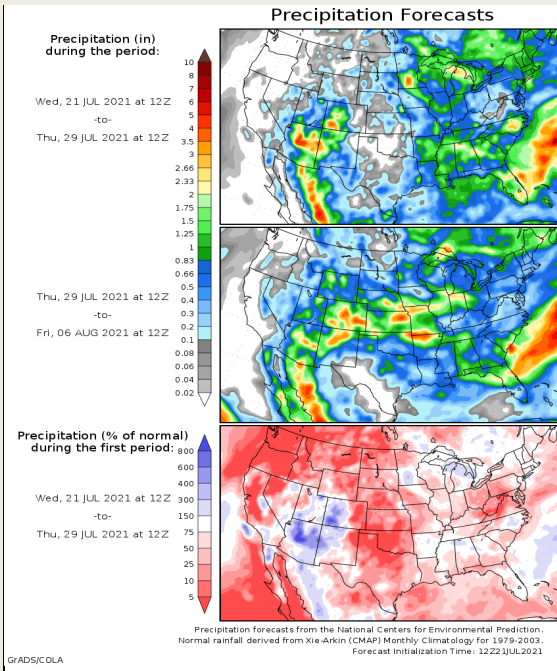 Precipitation Forecasts
Precipitation (in)
during the period:
Wed, 21 JUL 2021 at 12Z
-to-
Thu, 29 JUL 2021 at 12Z
10
8
7
6
5
4
3.5
3
2.66
2.33
2
1.75
1.5
1.25
1
0.83
0.66
0.5
0.4
0.3
0.2
0.1
0.08
0.06
0.04
0.02
Thu, 29 JUL 2021 at 12Z
-to-
Fri, 06 AUG 2021 at 12Z
Precipitation (% of normal)
during the first period:
Wed, 21 JUL 2021 at 12Z
-to-
Thu, 29 JUL 2021 at 12Z
800
600
400
300
150
75
50
25
10
5
Precipitation forecasts from the National Centers for Environmental Prediction.
Normal rainfall derived from Xie-Arkin (CMAP) Monthly Climatology for 1979-2003.
Forecast Initialization Time: 12Z21JUL2021
GrADS/COLA